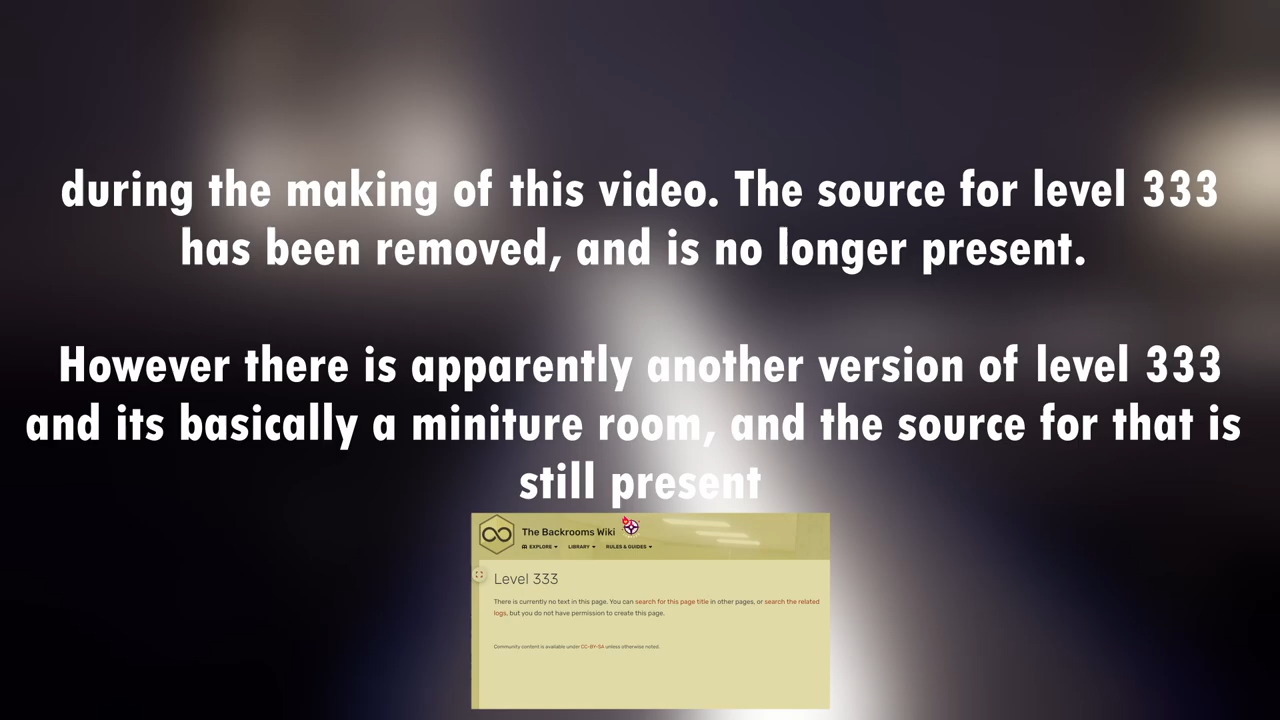 during the making of this video. The source for level 333
has been removed, and is no longer present.
However there is apparently another version of level 333
and its basically a miniture room, and the source for that is
still present
The Backrooms Wiki
EXPLORE LIBRARY RULES & GUIDES
Level 333
There is currently no text in this page. You can search for this page title in other pages, or search the related
logs, but you do not have permission to create this page.
Community content is available under CC-BY-SA unless otherwise noted.